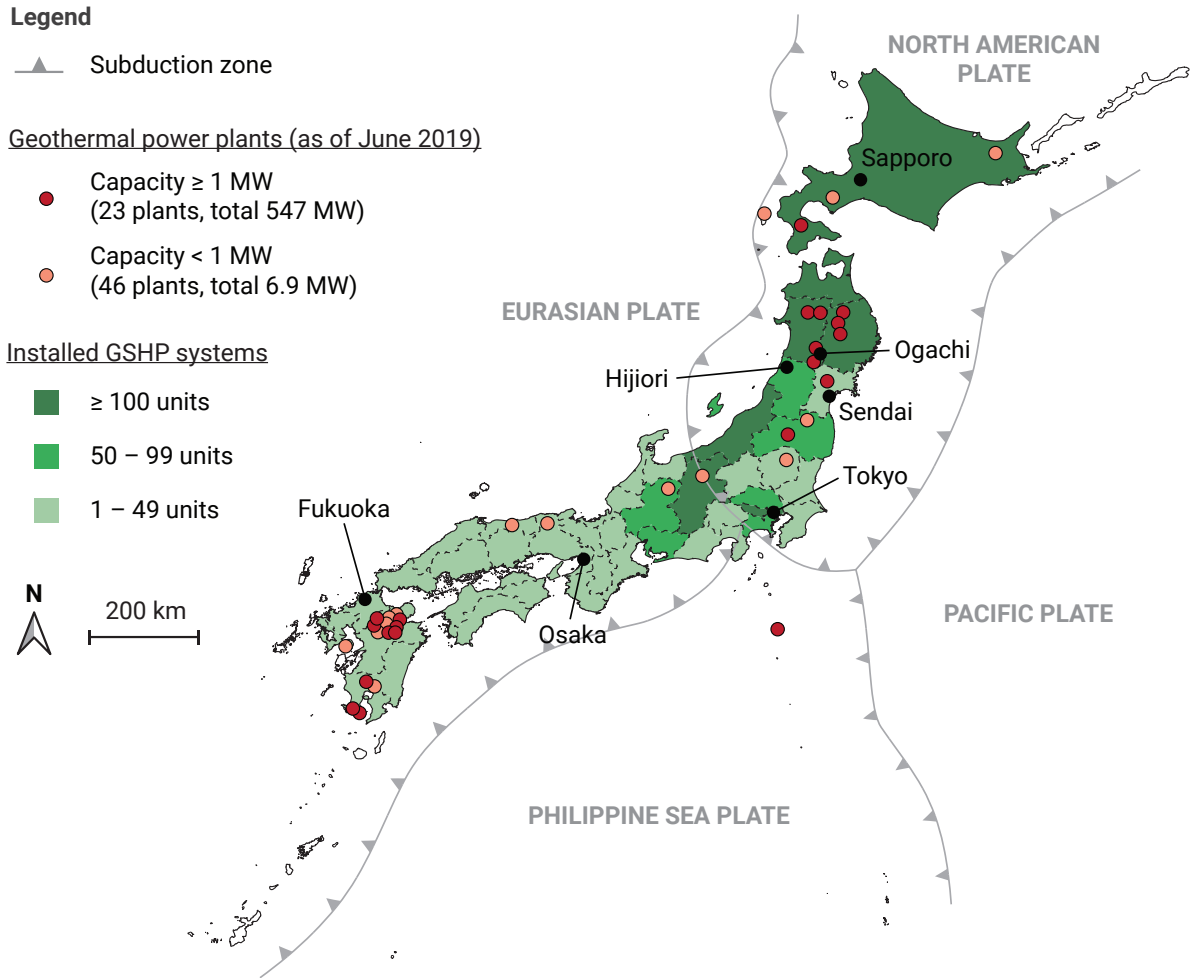 Legend
Subduction zone
Geothermal power plants (as of June 2019)
Capacity ≥ 1 MW
(23 plants, total 547 MW)
Capacity < 1 MW
(46 plants, total 6.9 MW)
Installed GSHP systems
≥ 100 units
50 – 99 units
1 – 49 units
N
200 km
NORTH AMERICAN
PLATE
Sapporo
EURASIAN PLATE
Ogachi
Hijiori
Sendai
Tokyo
Fukuoka
Osaka
PACIFIC PLATE
PHILIPPINE SEA PLATE